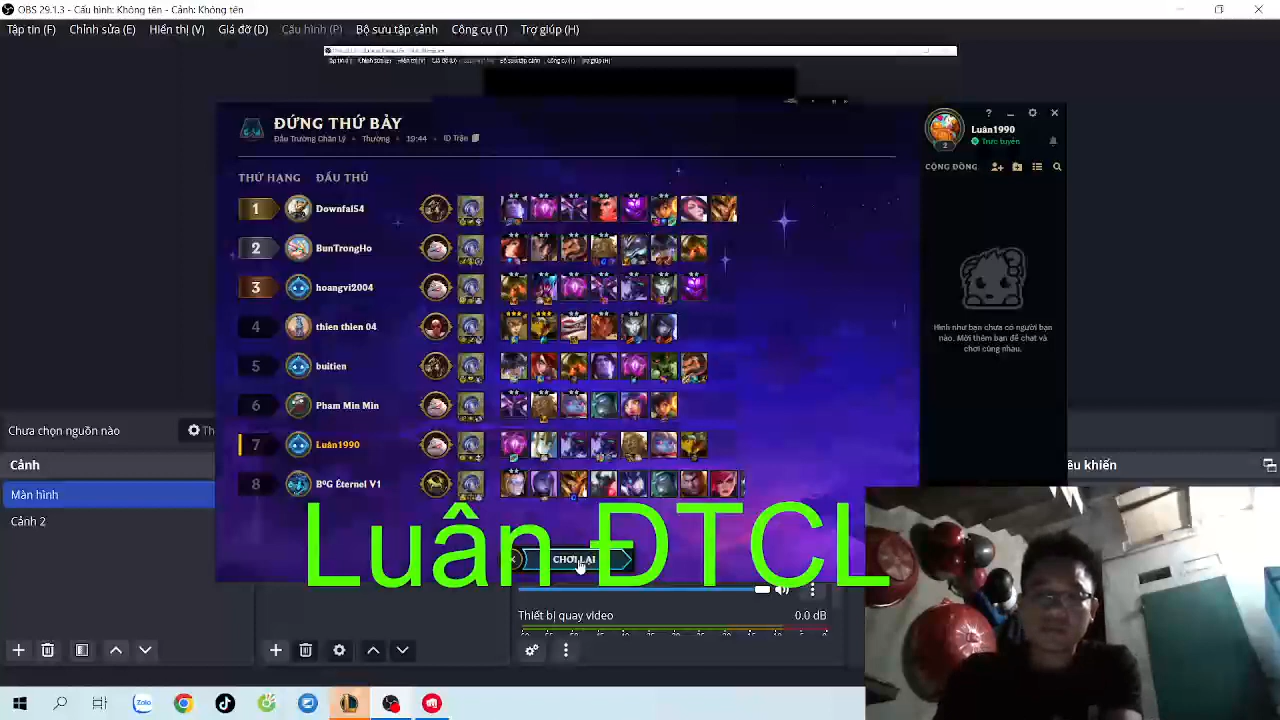 OBS 29.1.3 - Cấu hình: Không tên - Cảnh: Không tên
Tập tin (F) Chỉnh sửa (E) Hiển thị (V) Giả đờ (D) Cấu hình (P) Bộ sưu tập cảnh Công cụ (T) Trợ giúp (H)
ĐỨNG THỨ BẢY
Đấu Trường Chân Lý Thường 19:44 ID Trận
Luân1990
2 Trực tuyến
CỘNG ĐỒNG
THỨ HẠNG ĐẤU THỦ
1 Downfal54
2 BunTrongHo
3 hoangvi2004
4 thien thien 04
5 buitien
6 Pham Min Min
7 Luân1990
8 BºG Éternel V1
Hình như bạn chưa có người bạn
nào. Mời thêm bạn để chat và
chơi cùng nhau.
Chưa chọn nguồn nào
Cảnh
Màn hình
Cảnh 2
Luân ĐTCL
CHƠI LẠI
Thiết bị quay video 0.0 dB
Zalo